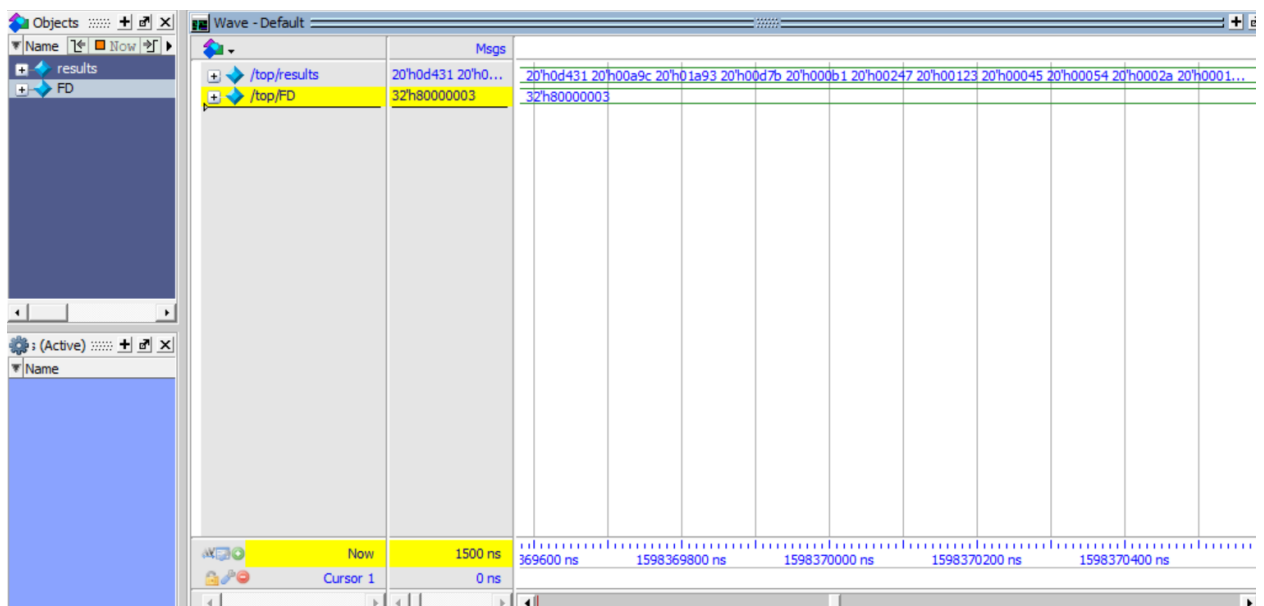 Objects
Wave - Default
Name
Now
Msgs
results
FD
/top/results
20'h0d431 20'h0...
20'h0d431 20'h00a9c 20'h01a93 20'h00d7b 20'h000b1 20'h00247 20'h00123 20'h00045 20'h00054 20'h0002a 20'h0001...
/top/FD
32'h80000003
32'h80000003
: (Active)
Name
Now
1500 ns
369600 ns
1598369800 ns
1598370000 ns
1598370200 ns
1598370400 ns
Cursor 1
0 ns